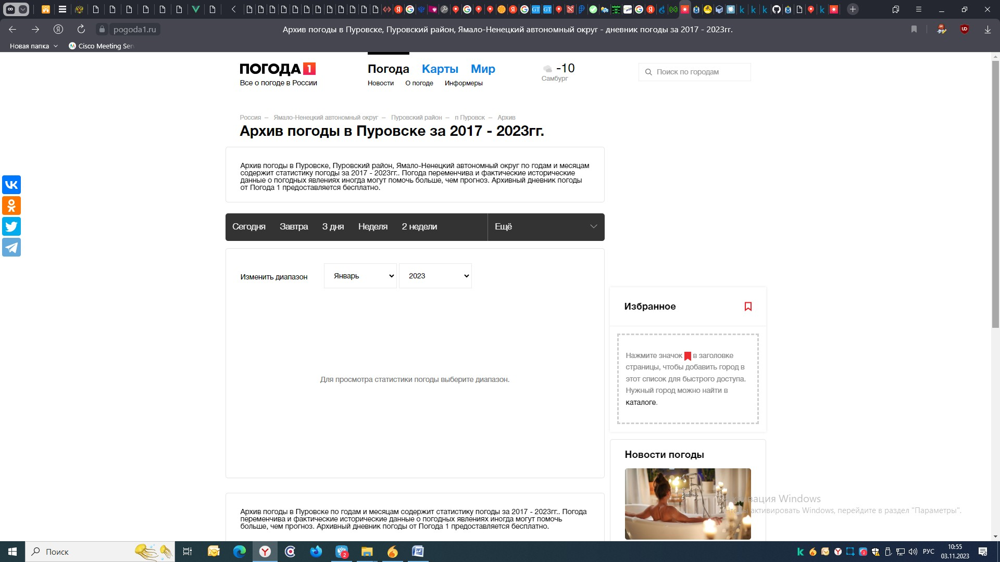 pogoda1.ru
Архив погоды в Пуровске, Пуровский район, Ямало-Ненецкий автономный округ - дневник погоды за 2017 - 2023гг.
Новая папка
Cisco Meeting Ser
ПОГОДА 1
Все о погоде в России
Погода Карты Мир
Новости О погоде Информеры
-10
Самбург
Поиск по городам
Россия – Ямало-Ненецкий автономный округ – Пуровский район – п Пуровск – Архив
Архив погоды в Пуровске за 2017 - 2023гг.
Архив погоды в Пуровске, Пуровский район, Ямало-Ненецкий автономный округ по годам и месяцам
содержит статистику погоды за 2017 - 2023гг.. Погода переменчива и фактические исторические
данные о погодных явлениях иногда могут помочь больше, чем прогноз. Архивный дневник погоды
от Погода 1 предоставляется бесплатно.
Сегодня Завтра 3 дня Неделя 2 недели Ещё
Изменить диапазон Январь 2023
Для просмотра статистики погоды выберите диапазон.
Избранное
Нажмите значок в заголовке
страницы, чтобы добавить город в
этот список для быстрого доступа.
Нужный город можно найти в
каталоге.
Новости погоды
Архив погоды в Пуровске по годам и месяцам содержит статистику погоды за 2017 - 2023гг.. Погода
переменчива и фактические исторические данные о погодных явлениях иногда могут помочь
больше, чем прогноз. Архивный дневник погоды от Погода 1 предоставляется бесплатно.
Windows
активировать Windows, перейдите в раздел "Параметры".
Поиск
РУС
10:55
03.11.2023